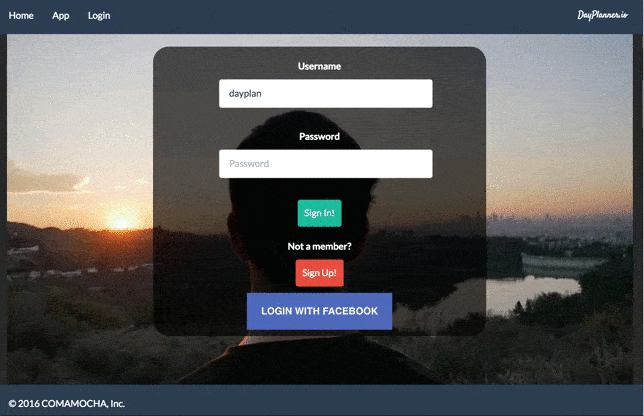 Home App Login DayPlanner.io
Username
dayplan
Password
Password
Sign In!
Not a member?
Sign Up!
LOGIN WITH FACEBOOK
© 2016 COMAMOCHA, Inc.